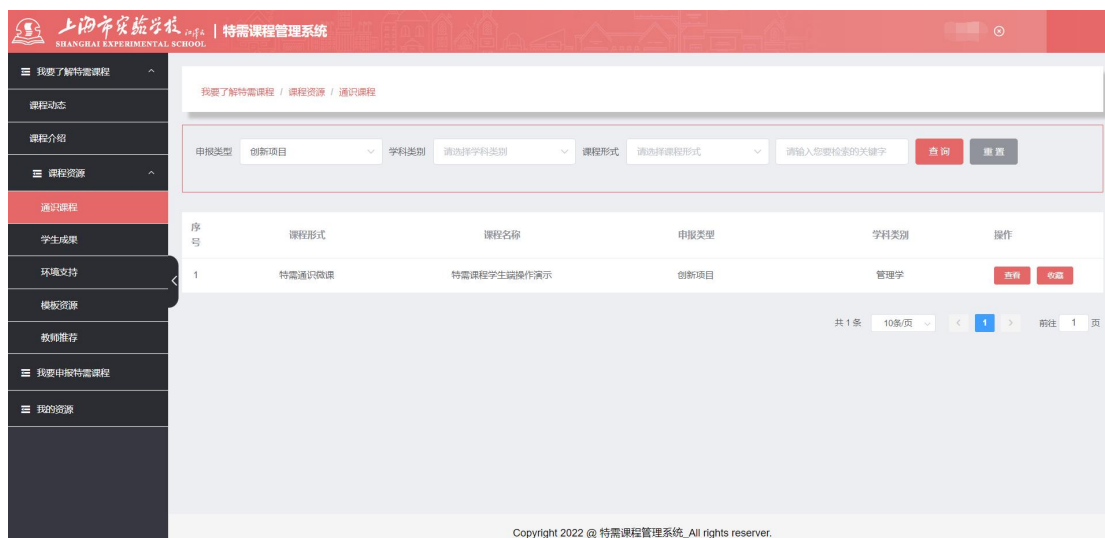 上海市实验学校
SHANGHAI EXPERIMENTAL SCHOOL
特需课程管理系统
我要了解特需课程
课程动态
课程介绍
课程资源
通识课程
学生成果
环境支持
模板资源
教师推荐
我要申报特需课程
我的资源
我要了解特需课程 / 课程资源 / 通识课程
申报类型 创新项目 学科类别 请选择学科类别 课程形式 请选择课程形式 请输入您要检索的关键字 查询 重置
序号 课程形式 课程名称 申报类型 学科类别 操作
1 特需通识微课 特需课程学生端操作演示 创新项目 管理学 查看 收藏
共 1 条 10条/页 < 1 > 前往 1 页
Copyright 2022 @ 特需课程管理系统_All rights reserver.